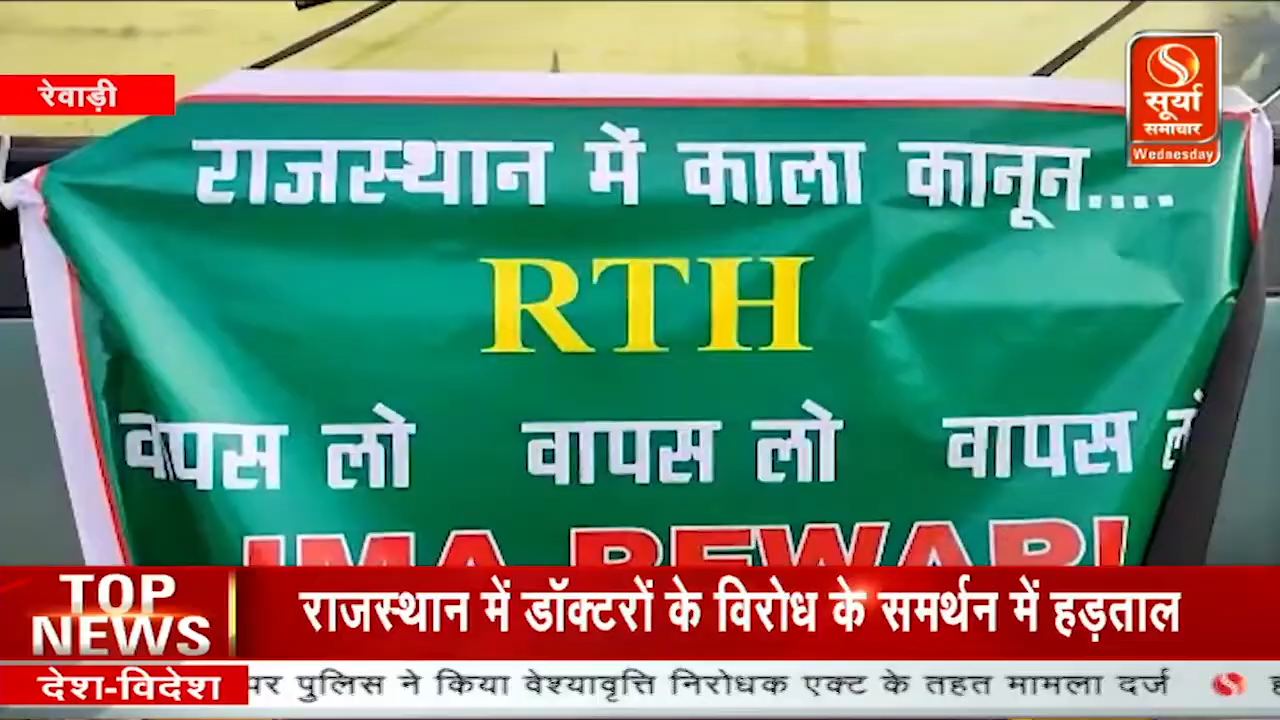 रेवाड़ी
सूर्या
समाचार
Wednesday
राजस्थान में काला कानून....
RTH
वापस लो वापस लो वापस
IMA REWARI
TOP
NEWS
राजस्थान में डॉक्टरों के विरोध के समर्थन में हड़ताल
देश-विदेश
पर पुलिस ने किया वेश्यावृत्ति निरोधक एक्ट के तहत मामला दर्ज